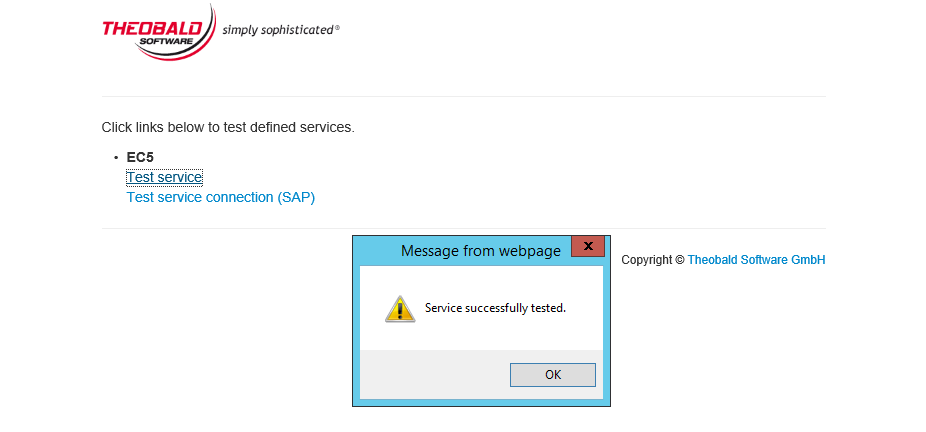 THEOBALD
SOFTWARE
simply sophisticated®
Click links below to test defined services.
• EC5
Test service
Test service connection (SAP)
Message from webpage
x
Copyright © Theobald Software GmbH
Service successfully tested.
OK